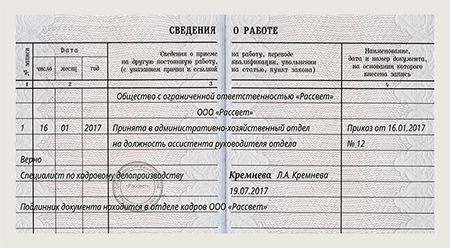 СВЕДЕНИЯ О РАБОТЕ
№ записи
Дата
Сведения о приеме на работу, переводе
на другую постоянную работу, квалификации, увольнении
(с указанием причин и ссылкой на статью, пункт закона)
Наименование,
дата и номер документа,
на основании которого
внесена запись
число месяц год
1 2 3 4
Общество с ограниченной ответственностью «Рассвет»
ООО «Рассвет»
1 16 01 2017 Принята в административно-хозяйственный отдел Приказ от 16.01.2017
на должность ассистента руководителя отдела № 12
Верно
Специалист по кадровому делопроизводству Кремнева Л.А. Кремнева
«Рассвет»
19.07.2017
Подлинник документа находится в отделе кадров ООО «Рассвет»